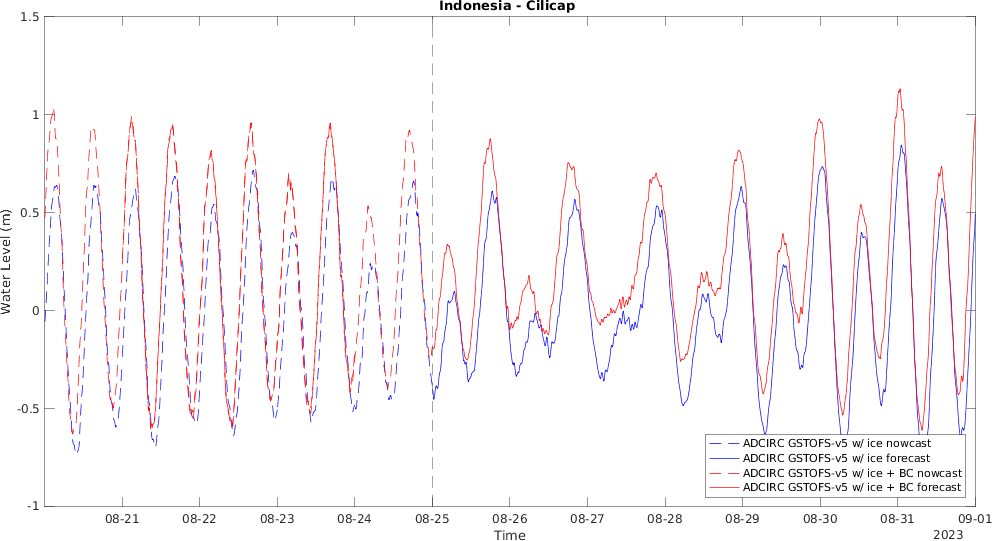 Indonesia - Cilicap
1.5
1
0.5
0
-0.5
-1
Water Level (m)
ADCIRC GSTOFS-v5 w/ ice nowcast
ADCIRC GSTOFS-v5 w/ ice forecast
ADCIRC GSTOFS-v5 w/ ice + BC nowcast
ADCIRC GSTOFS-v5 w/ ice + BC forecast
08-21 08-22 08-23 08-24 08-25 08-26 08-27 08-28 08-29 08-30 08-31 09-01
Time
2023